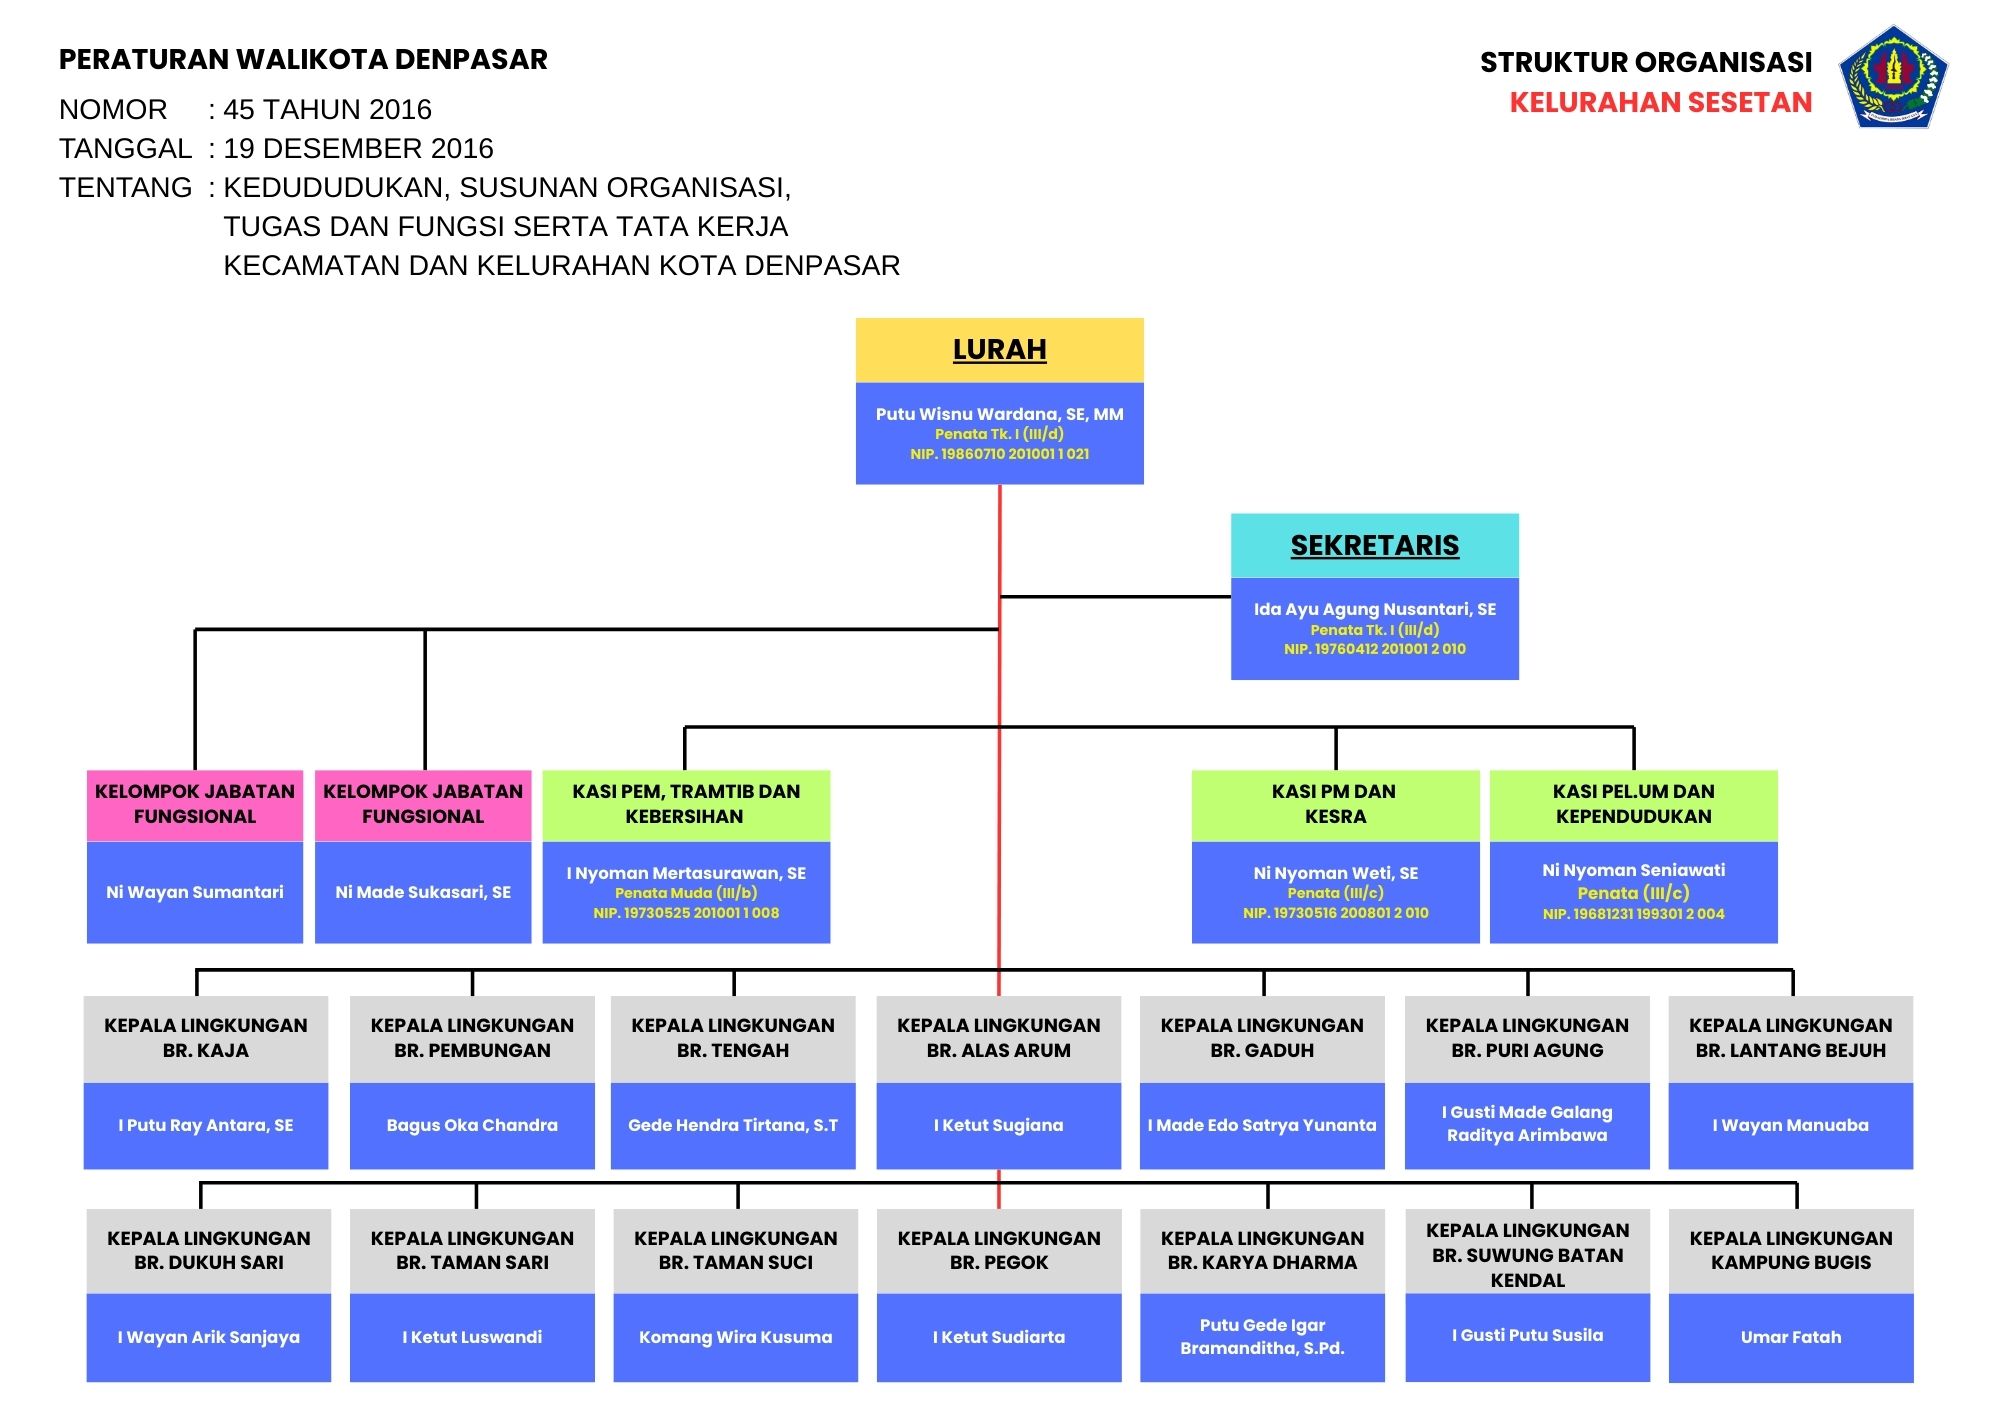 PERATURAN WALIKOTA DENPASAR
NOMOR : 45 TAHUN 2016
TANGGAL : 19 DESEMBER 2016
TENTANG : KEDUDUDUKAN, SUSUNAN ORGANISASI,
TUGAS DAN FUNGSI SERTA TATA KERJA
KECAMATAN DAN KELURAHAN KOTA DENPASAR
STRUKTUR ORGANISASI
KELURAHAN SESETAN
LURAH
Putu Wisnu Wardana, SE, MM
Penata Tk. I (III/d)
NIP. 19860710 201001 1 021
SEKRETARIS
Ida Ayu Agung Nusantari, SE
Penata Tk. I (III/d)
NIP. 19760412 201001 2 010
KELOMPOK JABATAN
FUNGSIONAL
Ni Wayan Sumantari
KELOMPOK JABATAN
FUNGSIONAL
Ni Made Sukasari, SE
KASI PEM, TRAMTIB DAN
KEBERSIHAN
I Nyoman Mertasurawan, SE
Penata Muda (III/b)
NIP. 19730525 201001 1 008
KASI PM DAN
KESRA
Ni Nyoman Weti, SE
Penata (III/c)
NIP. 19730516 200801 2 010
KASI PEL.UM DAN
KEPENDUDUKAN
Ni Nyoman Seniawati
Penata (III/c)
NIP. 19681231 199301 2 004
KEPALA LINGKUNGAN
BR. KAJA
I Putu Ray Antara, SE
KEPALA LINGKUNGAN
BR. PEMBUNGAN
Bagus Oka Chandra
KEPALA LINGKUNGAN
BR. TENGAH
Gede Hendra Tirtana, S.T
KEPALA LINGKUNGAN
BR. ALAS ARUM
I Ketut Sugiana
KEPALA LINGKUNGAN
BR. GADUH
I Made Edo Satrya Yunanta
KEPALA LINGKUNGAN
BR. PURI AGUNG
I Gusti Made Galang
Raditya Arimbawa
KEPALA LINGKUNGAN
BR. LANTANG BEJUH
I Wayan Manuaba
KEPALA LINGKUNGAN
BR. DUKUH SARI
I Wayan Arik Sanjaya
KEPALA LINGKUNGAN
BR. TAMAN SARI
I Ketut Luswandi
KEPALA LINGKUNGAN
BR. TAMAN SUCI
Komang Wira Kusuma
KEPALA LINGKUNGAN
BR. PEGOK
I Ketut Sudiarta
KEPALA LINGKUNGAN
BR. KARYA DHARMA
Putu Gede Igar
Bramanditha, S.Pd.
KEPALA LINGKUNGAN
BR. SUWUNG BATAN
KENDAL
I Gusti Putu Susila
KEPALA LINGKUNGAN
KAMPUNG BUGIS
Umar Fatah